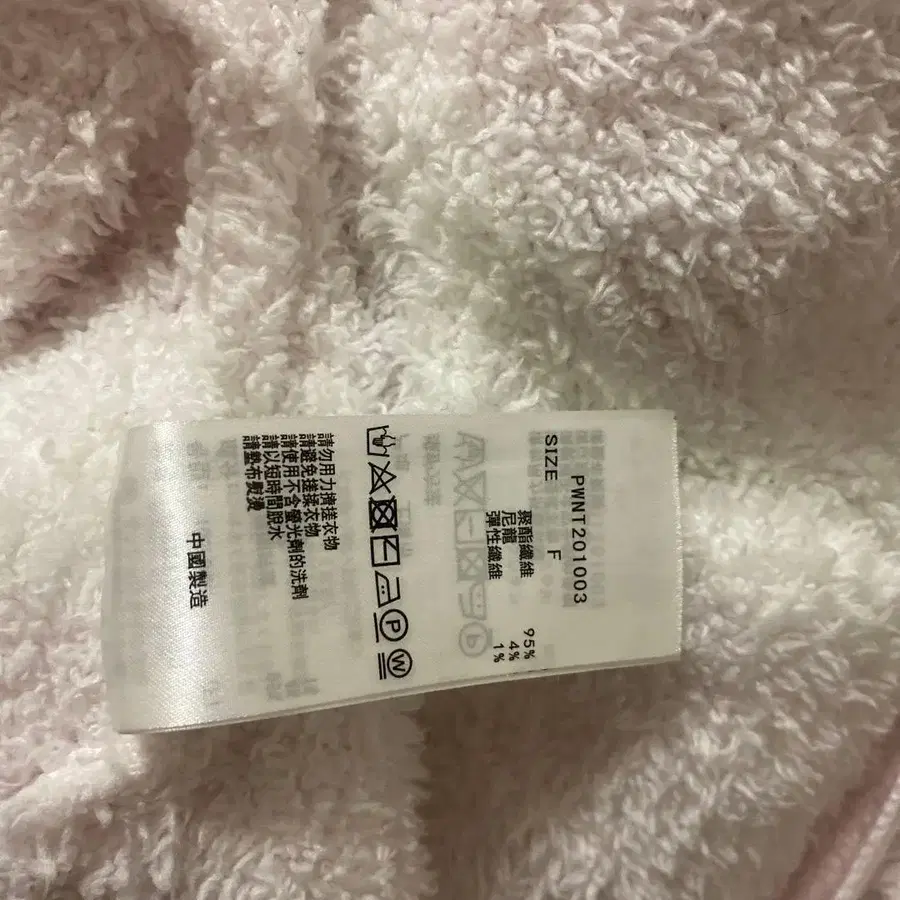 PWNT201003
SIZE F
聚酯纖維 95%
尼龍 4%
彈性纖維 1%
P W
請勿用力擠搓衣物
請避免搓揉衣物
請使用不含螢光劑的洗劑
請以短時間脫水
請墊布熨燙
中國製造